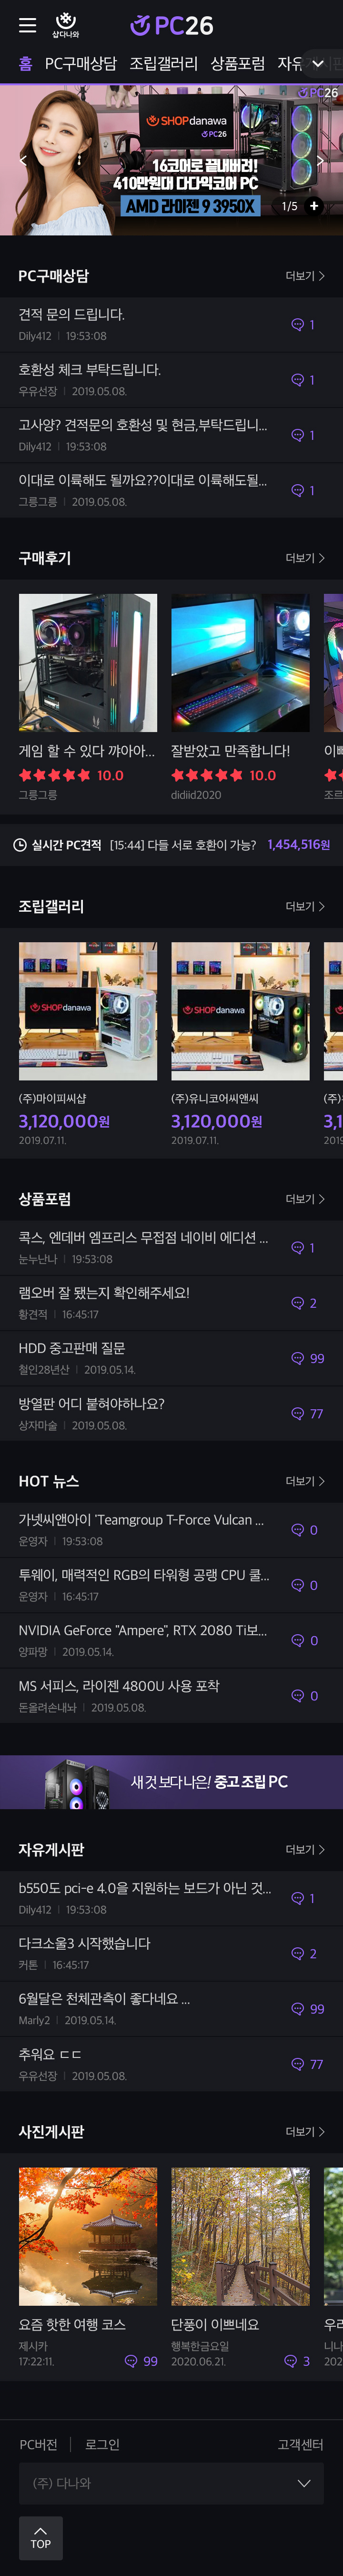 샵다나와
PC26
홈 PC구매상담 조립갤러리 상품포럼
PC26
SHOPdanawa
PC26
16코어로 끝내버려!
410만원대 다다익코어 PC
AMD 라이젠 9 3950X
1/5 +
PC구매상담 더보기
견적 문의 드립니다.
Dily412 | 19:53:08 1
호환성 체크 부탁드립니다.
우유선장 | 2019.05.08. 1
고사양? 견적문의 호환성 및 현금,부탁드립니...
Dily412 | 19:53:08 1
이대로 이륙해도 될까요??이대로 이륙해도될...
그릉그릉 | 2019.05.08. 1
구매후기 더보기
게임 할 수 있다 꺄아아...
10.0
그릉그릉
잘받았고 만족합니다!
10.0
didiid2020
이쁘
조르
실시간 PC견적 [15:44] 다들 서로 호환이 가능? 1,454,516원
조립갤러리 더보기
SHOPdanawa
SHOPdanawa
(주)마이피씨샵
3,120,000원
2019.07.11.
(주)유니코어씨앤씨
3,120,000원
2019.07.11.
상품포럼 더보기
콕스, 엔데버 엠프리스 무접점 네이비 에디션 ...
눈누난나 | 19:53:08 1
램오버 잘 됐는지 확인해주세요!
황견적 | 16:45:17 2
HDD 중고판매 질문
철인28년산 | 2019.05.14. 99
방열판 어디 붙혀야하나요?
상자마술 | 2019.05.08. 77
HOT 뉴스 더보기
가넷씨앤아이 'Teamgroup T-Force Vulcan ...
운영자 | 19:53:08 0
투웨이, 매력적인 RGB의 타워형 공랭 CPU 쿨...
운영자 | 16:45:17 0
NVIDIA GeForce "Ampere", RTX 2080 Ti보...
양파망 | 2019.05.14. 0
MS 서피스, 라이젠 4800U 사용 포착
돈올려손내놔 | 2019.05.08. 0
새 것 보다 나은! 중고 조립 PC
자유게시판 더보기
b550도 pci-e 4.0을 지원하는 보드가 아닌 것...
Dily412 | 19:53:08 1
다크소울3 시작했습니다
커톤 | 16:45:17 2
6월달은 천체관측이 좋다네요 ...
Marly2 | 2019.05.14. 99
추워요 ㄷㄷ
우유선장 | 2019.05.08. 77
사진게시판 더보기
요즘 핫한 여행 코스
제시카
17:22:11. 99
단풍이 이쁘네요
행복한금요일
2020.06.21. 3
우리
니나
202
PC버전 | 로그인 고객센터
(주) 다나와
TOP